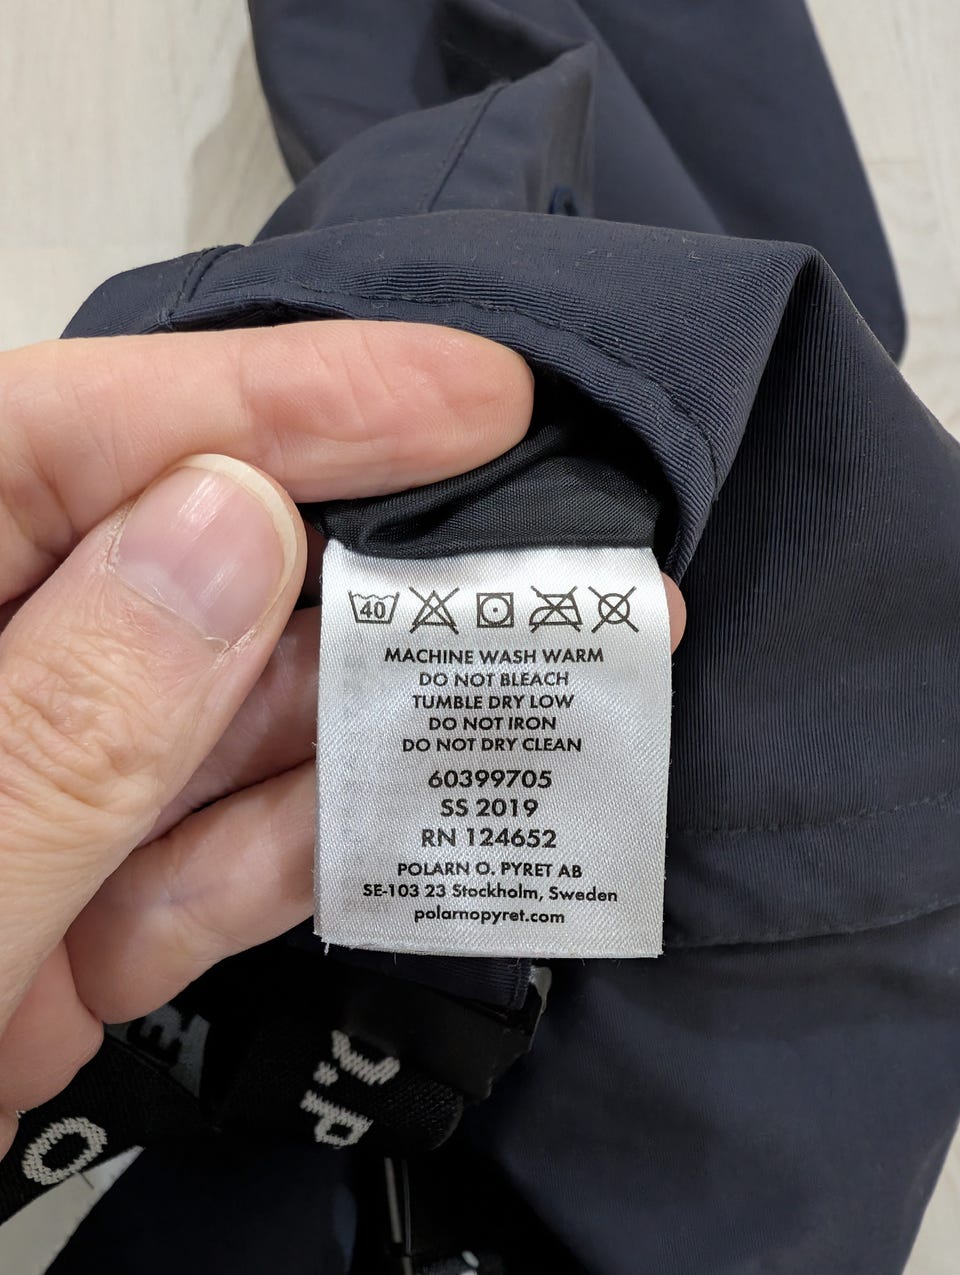 40
MACHINE WASH WARM
DO NOT BLEACH
TUMBLE DRY LOW
DO NOT IRON
DO NOT DRY CLEAN
60399705
SS 2019
RN 124652
POLARN O. PYRET AB
SE-103 23 Stockholm, Sweden
polarnopyret.com
O